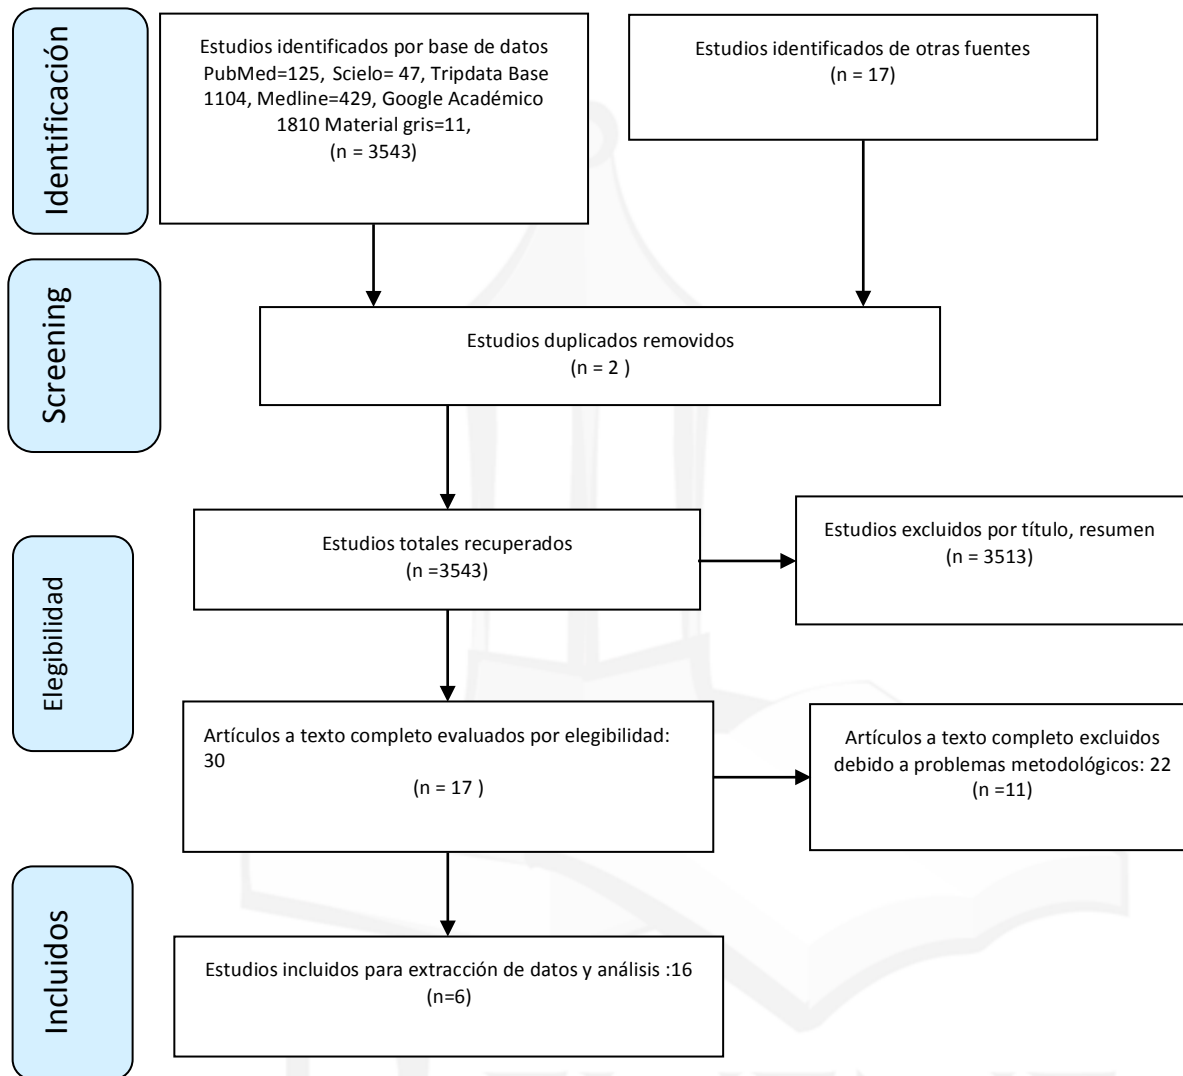 Identificación
Estudios identificados por base de datos
PubMed=125, Scielo= 47, Tripdata Base
1104, Medline=429, Google Académico
1810 Material gris=11,
(n = 3543)
Estudios identificados de otras fuentes
(n = 17)
Screening
Estudios duplicados removidos
(n = 2 )
Elegibilidad
Estudios totales recuperados
(n =3543)
Estudios excluidos por título, resumen
(n = 3513)
Artículos a texto completo evaluados por elegibilidad:
30
(n = 17 )
Artículos a texto completo excluidos
debido a problemas metodológicos: 22
(n =11)
Incluidos
Estudios incluidos para extracción de datos y análisis :16
(n=6)